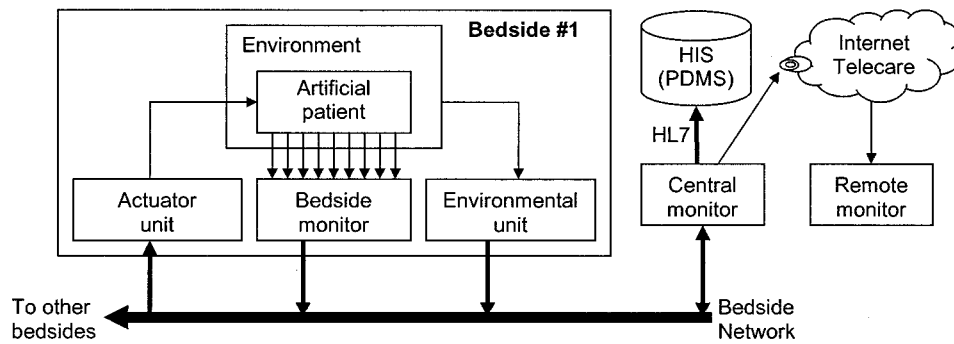 Bedside #1
Environment
Artificial
patient
Actuator
unit
Bedside
monitor
Environmental
unit
HIS
(PDMS)
HL7
Internet
Telecare
Central
monitor
Remote
monitor
To other
bedsides
Bedside
Network